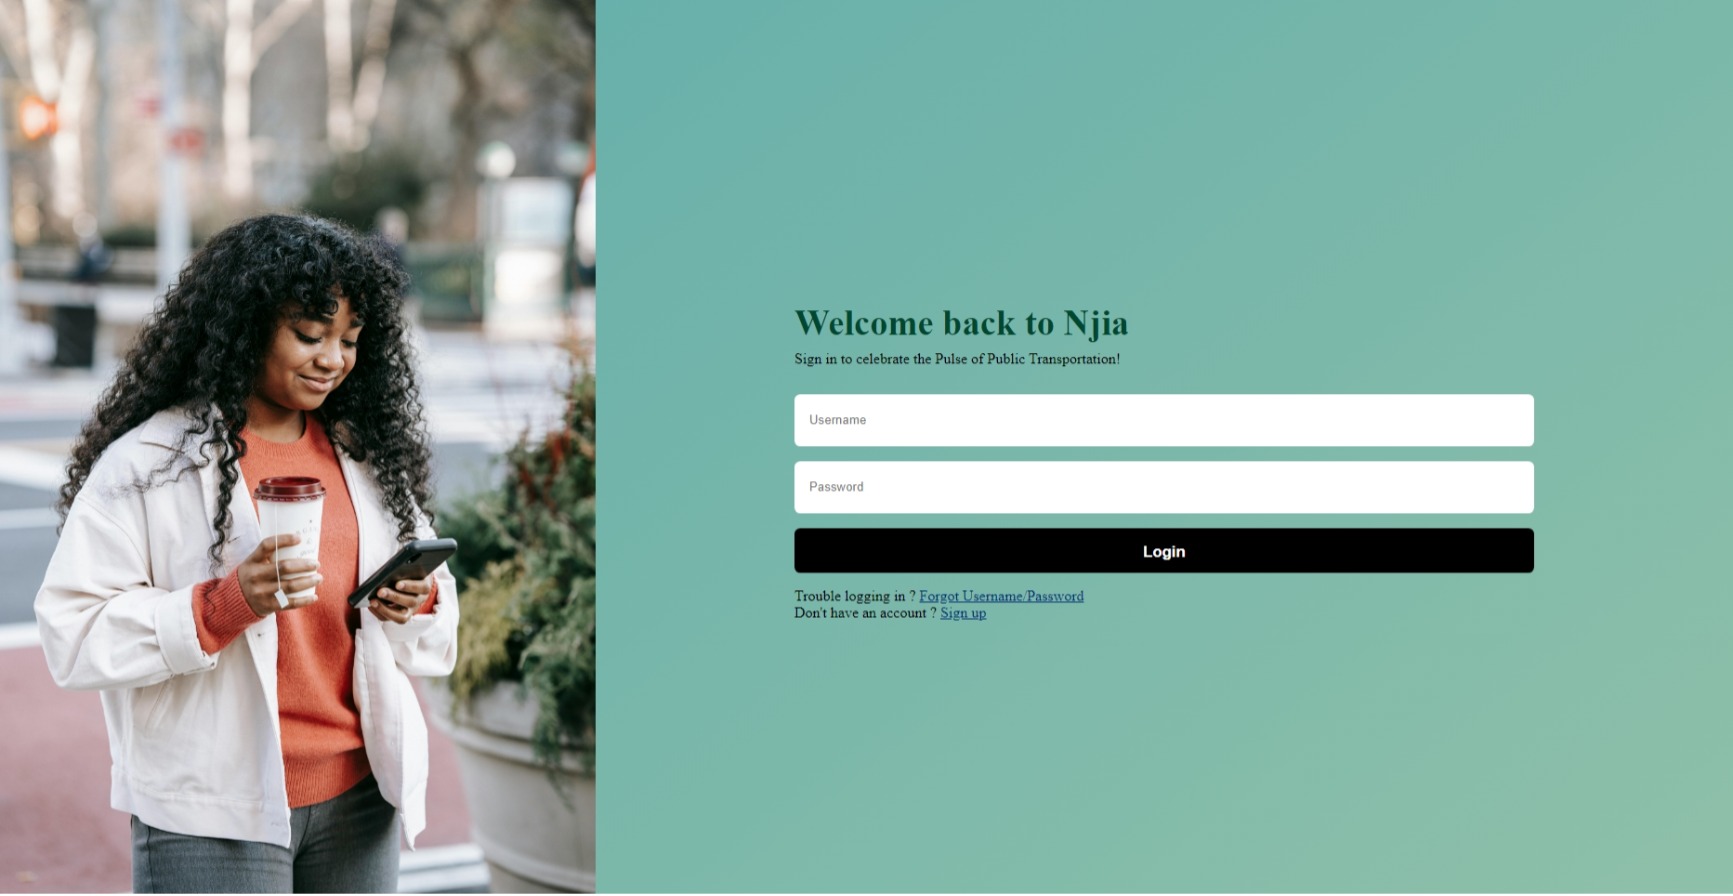 Welcome back to Njia
Sign in to celebrate the Pulse of Public Transportation!
Username
Password
Login
Trouble logging in ? Forgot Username/Password
Don't have an account ? Sign up